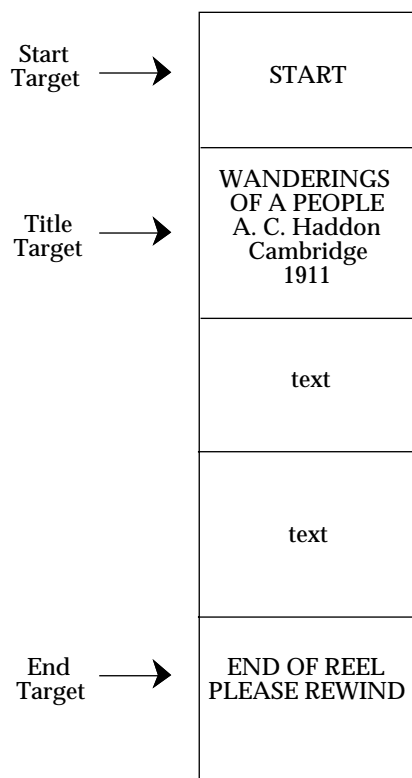 Start
Target
START
Title
Target
WANDERINGS
OF A PEOPLE
A. C. Haddon
Cambridge
1911
text
text
End
Target
END OF REEL
PLEASE REWIND